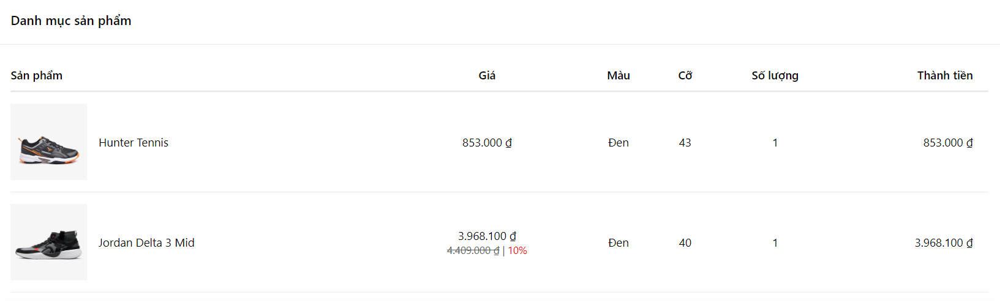 Danh mục sản phẩm
Sản phẩm Giá Màu Cỡ Số lượng Thành tiền
Hunter Tennis 853.000 ₫ Đen 43 1 853.000 ₫
Jordan Delta 3 Mid 3.968.100 ₫ Đen 40 1 3.968.100 ₫
4.409.000 ₫ | 10%